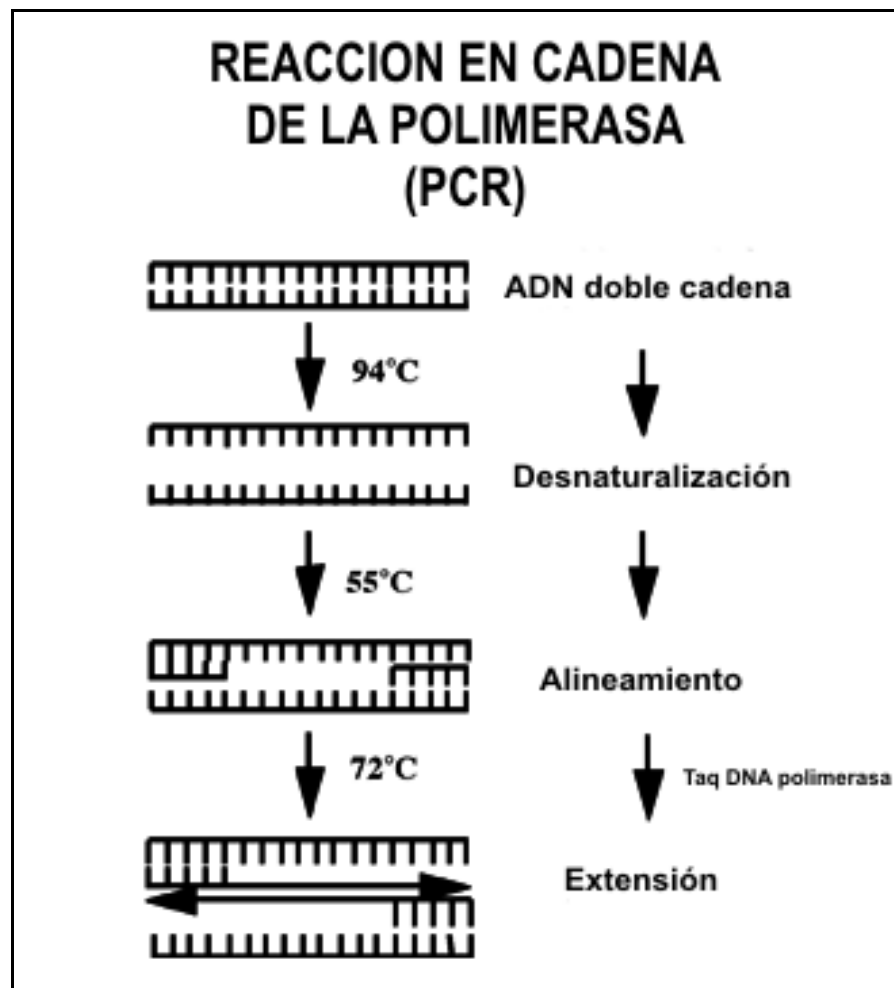 REACCION EN CADENA
DE LA POLIMERASA
(PCR)
ADN doble cadena
94°C
Desnaturalización
55°C
Alineamiento
72°C
Taq DNA polimerasa
Extensión